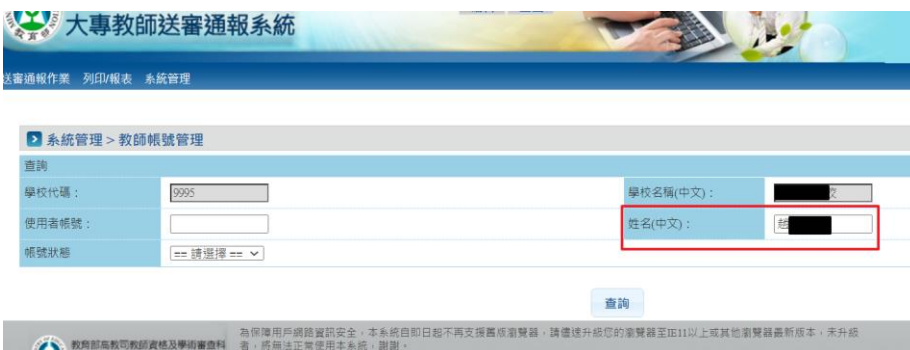 大專教師送審通報系統
送審通報作業 列印/報表 系統管理
系統管理 > 教師帳號管理
查詢
學校代碼： 9995 學校名稱(中文)：
使用者帳號： 姓名(中文)：
帳號狀態 == 請選擇 ==
查詢
為保障用戶網路資訊安全，本系統自即日起不再支援舊版瀏覽器，請儘速升級您的瀏覽器至IE11以上或其他瀏覽器最新版本，未升級
教育部高教司教師資格及學術審查科 者，將無法正常使用本系統，謝謝。